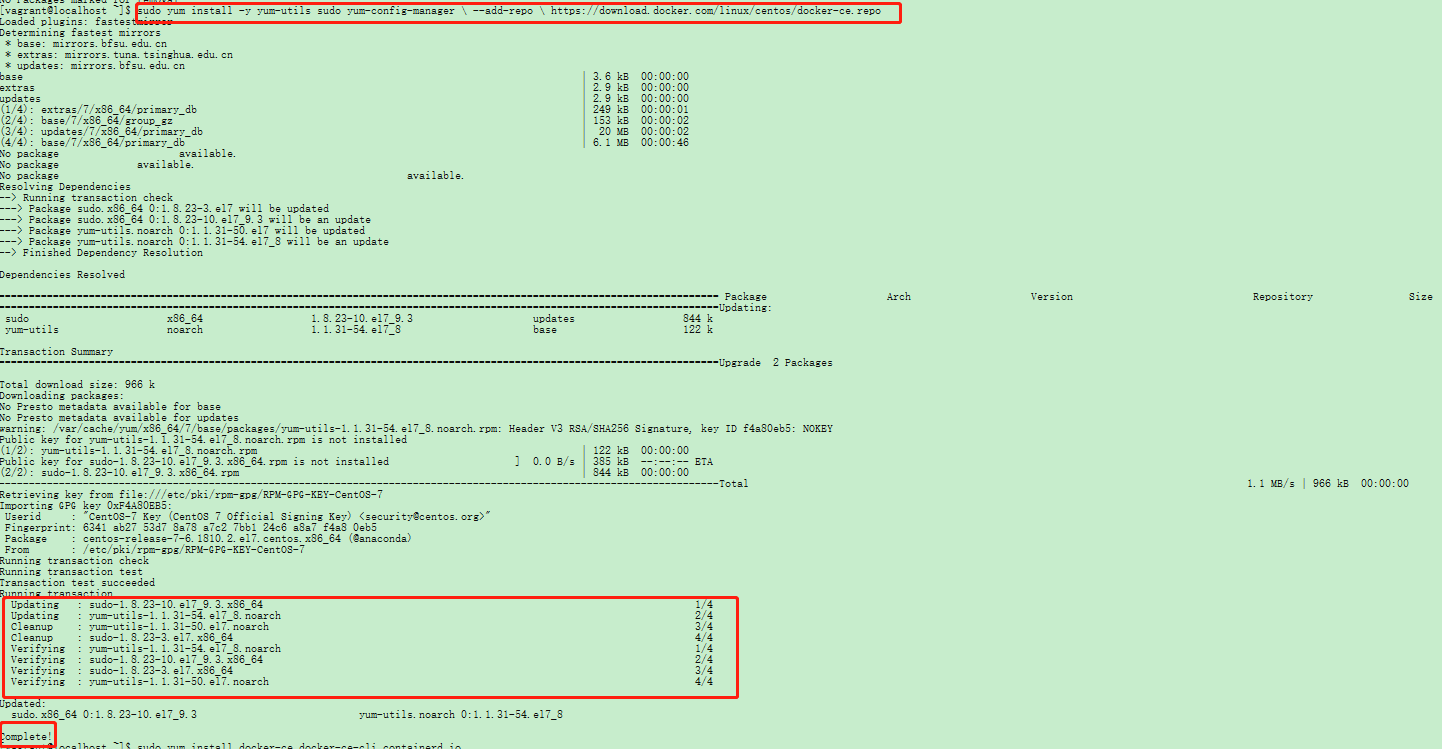 No packages marked for removal
[vagrant@localhost ~]$ sudo yum install -y yum-utils sudo yum-config-manager \ --add-repo \ https://download.docker.com/linux/centos/docker-ce.repo
Loaded plugins: fastestmirror
Determining fastest mirrors
* base: mirrors.bfsu.edu.cn
* extras: mirrors.tuna.tsinghua.edu.cn
* updates: mirrors.bfsu.edu.cn
base | 3.6 kB 00:00:00
extras | 2.9 kB 00:00:00
updates | 2.9 kB 00:00:00
(1/4): extras/7/x86_64/primary_db | 249 kB 00:00:01
(2/4): base/7/x86_64/group_gz | 153 kB 00:00:02
(3/4): updates/7/x86_64/primary_db | 20 MB 00:00:02
(4/4): base/7/x86_64/primary_db | 6.1 MB 00:00:46
No package available.
No package available.
No package available.
Resolving Dependencies
--> Running transaction check
---> Package sudo.x86_64 0:1.8.23-3.el7 will be updated
---> Package sudo.x86_64 0:1.8.23-10.el7_9.3 will be an update
---> Package yum-utils.noarch 0:1.1.31-50.el7 will be updated
---> Package yum-utils.noarch 0:1.1.31-54.el7_8 will be an update
--> Finished Dependency Resolution
Dependencies Resolved
Package Arch Version Repository Size
Updating:
sudo x86_64 1.8.23-10.el7_9.3 updates 844 k
yum-utils noarch 1.1.31-54.el7_8 base 122 k
Transaction Summary
Upgrade 2 Packages
Total download size: 966 k
Downloading packages:
No Presto metadata available for base
No Presto metadata available for updates
warning: /var/cache/yum/x86_64/7/base/packages/yum-utils-1.1.31-54.el7_8.noarch.rpm: Header V3 RSA/SHA256 Signature, key ID f4a80eb5: NOKEY
Public key for yum-utils-1.1.31-54.el7_8.noarch.rpm is not installed
(1/2): yum-utils-1.1.31-54.el7_8.noarch.rpm | 122 kB 00:00:00
Public key for sudo-1.8.23-10.el7_9.3.x86_64.rpm is not installed ] 0.0 B/s | 385 kB --:--:-- ETA
(2/2): sudo-1.8.23-10.el7_9.3.x86_64.rpm | 844 kB 00:00:00
Total 1.1 MB/s | 966 kB 00:00:00
Retrieving key from file:///etc/pki/rpm-gpg/RPM-GPG-KEY-CentOS-7
Importing GPG key 0xF4A80EB5:
Userid : "CentOS-7 Key (CentOS 7 Official Signing Key) <security@centos.org>"
Fingerprint: 6341 ab27 53d7 8a78 a7c2 7bb1 24c6 a8a7 f4a8 0eb5
Package : centos-release-7-6.1810.2.el7.centos.x86_64 (@anaconda)
From : /etc/pki/rpm-gpg/RPM-GPG-KEY-CentOS-7
Running transaction check
Running transaction test
Transaction test succeeded
Running transaction
Updating : sudo-1.8.23-10.el7_9.3.x86_64 1/4
Updating : yum-utils-1.1.31-54.el7_8.noarch 2/4
Cleanup : yum-utils-1.1.31-50.el7.noarch 3/4
Cleanup : sudo-1.8.23-3.el7.x86_64 4/4
Verifying : yum-utils-1.1.31-54.el7_8.noarch 1/4
Verifying : sudo-1.8.23-10.el7_9.3.x86_64 2/4
Verifying : sudo-1.8.23-3.el7.x86_64 3/4
Verifying : yum-utils-1.1.31-50.el7.noarch 4/4
Updated:
sudo.x86_64 0:1.8.23-10.el7_9.3 yum-utils.noarch 0:1.1.31-54.el7_8
Complete!
[vagrant@localhost ~]$ sudo yum install docker-ce docker-ce-cli containerd.io